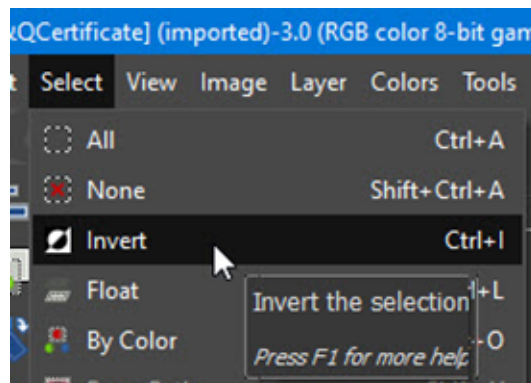 QCertificate] (imported)-3.0 (RGB color 8-bit gam
Select View Image Layer Colors Tools
All Ctrl+A
None Shift+Ctrl+A
Invert Ctrl+I
Float +L
Invert the selection
By Color -O
Press F1 for more help